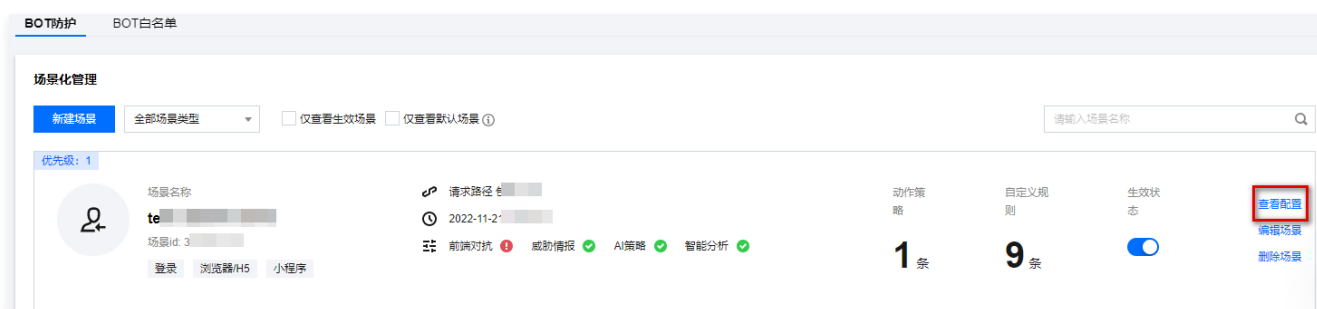 BOT防护 BOT白名单
场景化管理
新建场景 全部场景类型 仅查看生效场景 仅查看默认场景 请输入场景名称
优先级: 1
场景名称 请求路径 动作策略 自定义规则 生效状态 查看配置
te 2022-11-21 编辑场景
场景id: 3 前端对抗 威胁情报 AI策略 智能分析 1 条 9 条 删除场景
登录 浏览器/H5 小程序